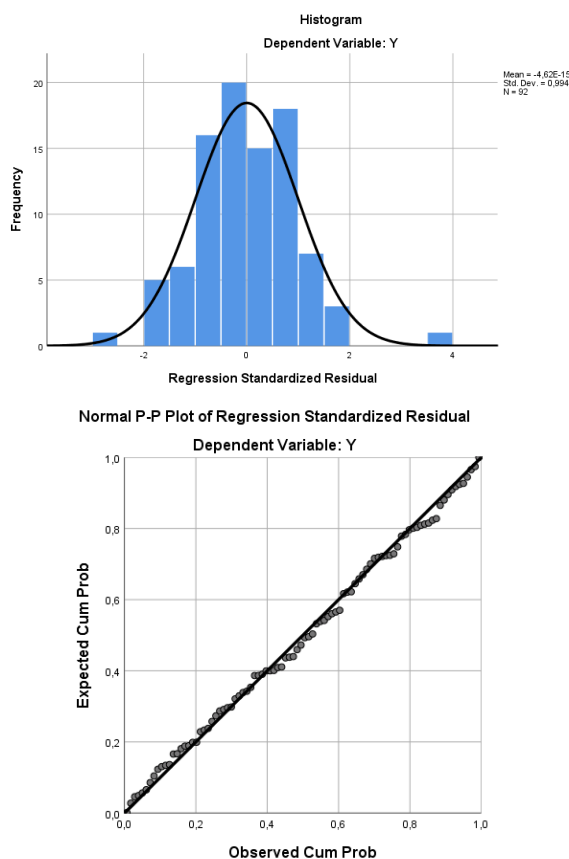 Histogram
Dependent Variable: Y
Mean = -4,62E-15
Std. Dev. = 0,994
N = 92
Frequency
20
15
10
5
0
-2 0 2 4
Regression Standardized Residual
Normal P-P Plot of Regression Standardized Residual
Dependent Variable: Y
Expected Cum Prob
1,0
0,8
0,6
0,4
0,2
0,0
0,0 0,2 0,4 0,6 0,8 1,0
Observed Cum Prob